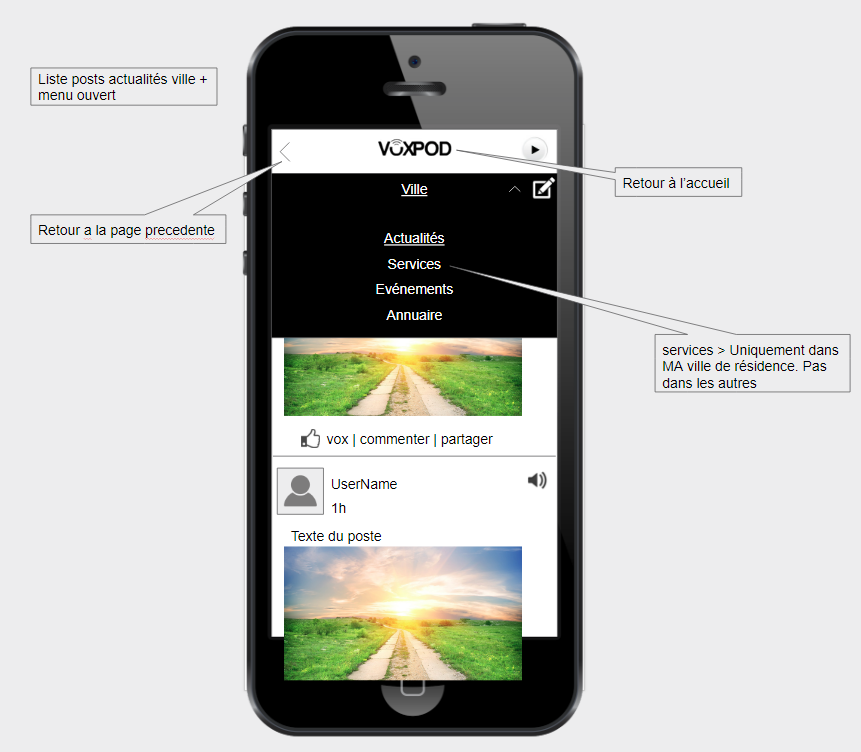 Liste posts actualités ville +
menu ouvert
VOXPOD
Retour à l'accueil
Ville
Retour a la page precedente
Actualités
Services
Evénements
Annuaire
services > Uniquement dans
MA ville de résidence. Pas
dans les autres
vox | commenter | partager
UserName
1h
Texte du poste